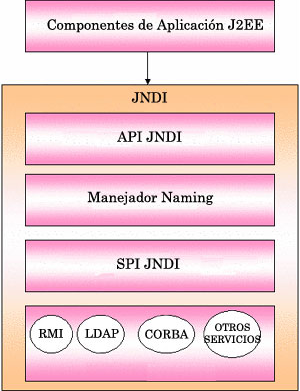 Componentes de Aplicación J2EE
JNDI
API JNDI
Manejador Naming
SPI JNDI
RMI
LDAP
CORBA
OTROS
SERVICIOS